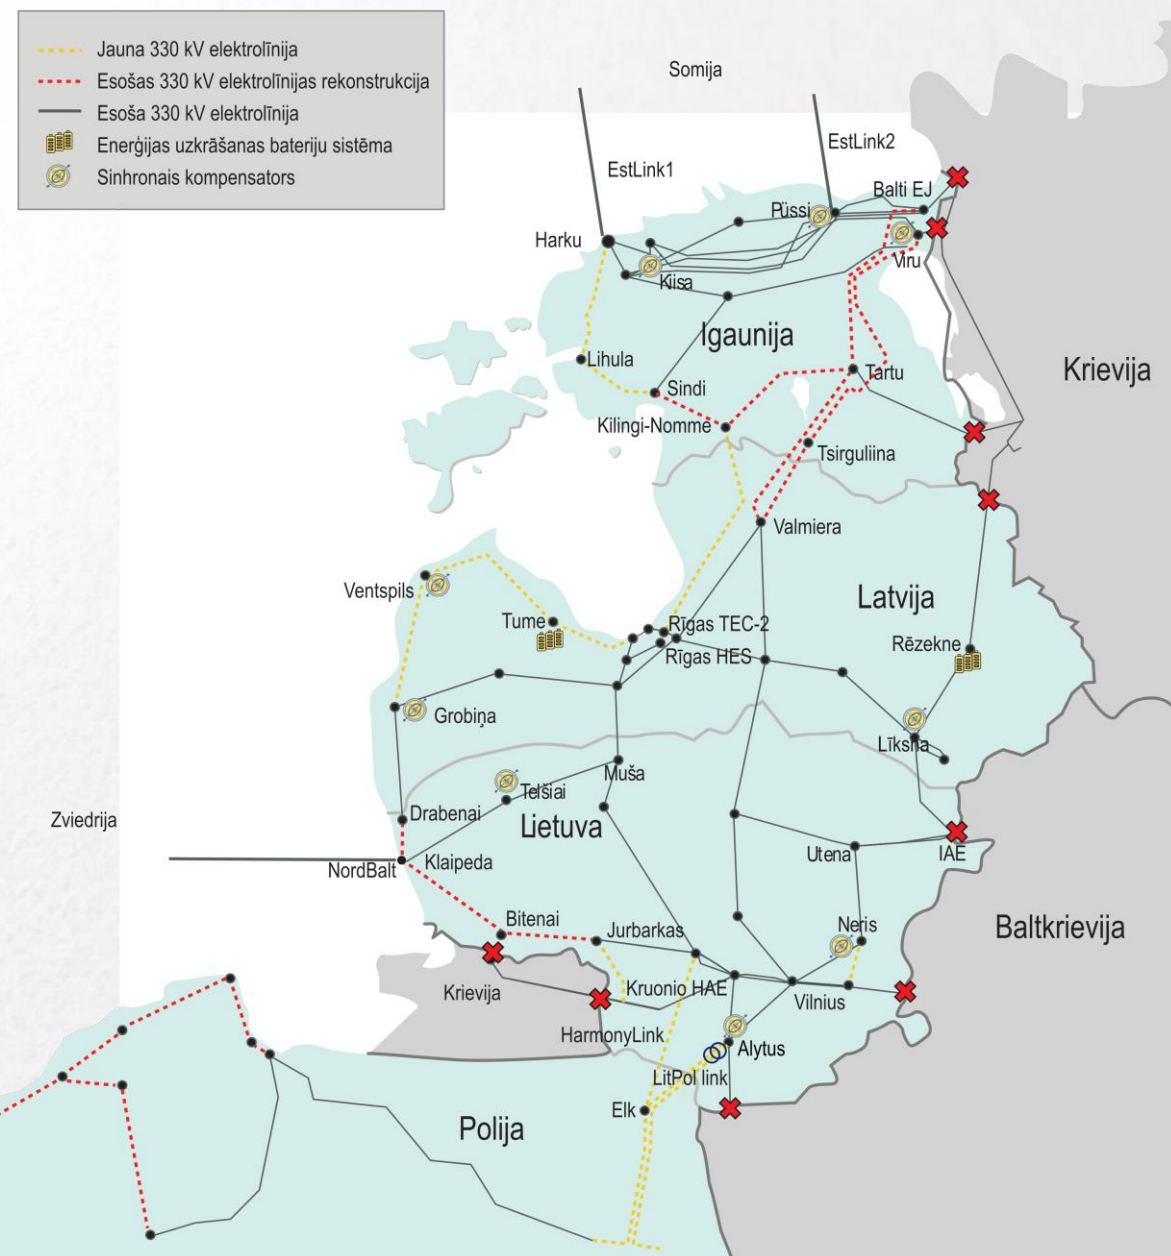 Jauna 330 kV elektrolīnija
Esošas 330 kV elektrolīnijas rekonstrukcija
Esoša 330 kV elektrolīnija
Enerģijas uzkrāšanas bateriju sistēma
Sinhronais kompensators
Somija
EstLink1
EstLink2
Balti EJ
Püssi
Harku
Viru
Kiisa
Igaunija
Lihula
Krievija
Tartu
Sindi
Kilingi-Nomme
Tsirguliina
Valmiera
Ventspils
Latvija
Tume
Rīgas TEC-2
Rēzekne
Rīgas HES
Grobiņa
Līksna
Muša
Telšiai
Drabenai
Zviedrija
Lietuva
Utena
IAE
NordBalt
Klaipeda
Bitenai
Jurbarkas
Neris
Baltkrievija
Krievija
Kruonio HAE
Vilnius
HarmonyLink
Alytus
LitPol link
Elk
Polija